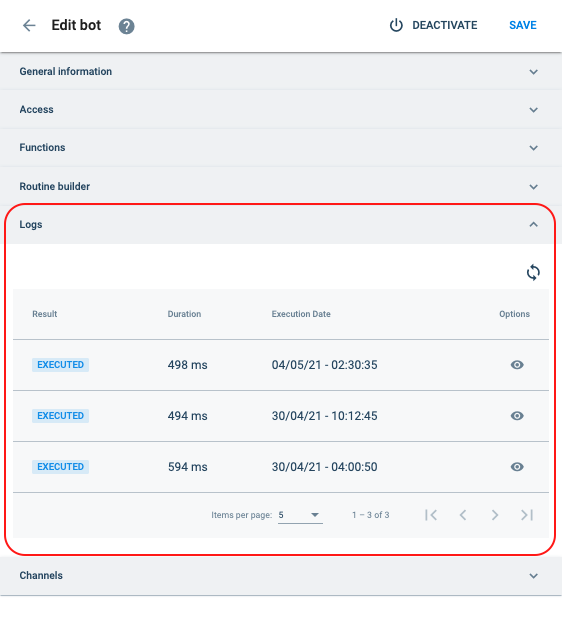 Edit bot ? DEACTIVATE SAVE
General information
Access
Functions
Routine builder
Logs
Result Duration Execution Date Options
EXECUTED 498 ms 04/05/21 - 02:30:35
EXECUTED 494 ms 30/04/21 - 10:12:45
EXECUTED 594 ms 30/04/21 - 04:00:50
Items per page: 5 1 – 3 of 3
Channels